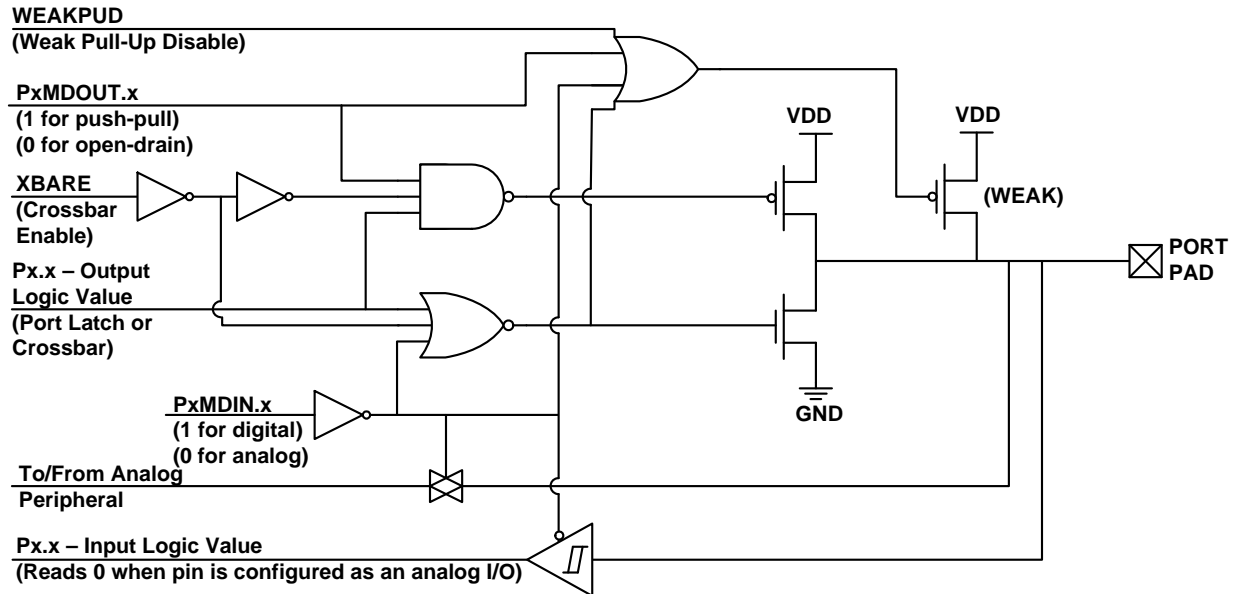 WEAKPUD
(Weak Pull-Up Disable)
PxMDOUT.x
(1 for push-pull)
(0 for open-drain)
XBARE
(Crossbar
Enable)
Px.x – Output
Logic Value
(Port Latch or
Crossbar)
PxMDIN.x
(1 for digital)
(0 for analog)
To/From Analog
Peripheral
Px.x – Input Logic Value
(Reads 0 when pin is configured as an analog I/O)
VDD
VDD
(WEAK)
PORT
PAD
GND